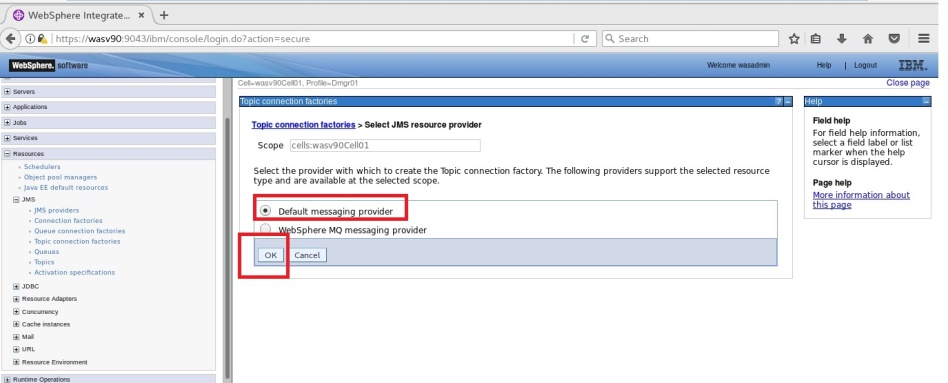 WebSphere Integrate...
https://wasv90:9043/ibm/console/login.do?action=secure
Search
WebSphere. software
Welcome wasadmin
Help | Logout
IBM.
Cell=wasv90Cell01, Profile=Dmgr01
Close page
Servers
Applications
Jobs
Services
Resources
Schedulers
Object pool managers
Java EE default resources
JMS
JMS providers
Connection factories
Queue connection factories
Topic connection factories
Queues
Topics
Activation specifications
JDBC
Resource Adapters
Concurrency
Cache instances
Mail
URL
Resource Environment
Runtime Operations
Topic connection factories
Topic connection factories > Select JMS resource provider
Scope cells:wasv90Cell01
Select the provider with which to create the Topic connection factory. The following providers support the selected resource
type and are available at the selected scope.
Default messaging provider
WebSphere MQ messaging provider
OK Cancel
Help
Field help
For field help information,
select a field label or list
marker when the help
cursor is displayed.
Page help
More information about
this page